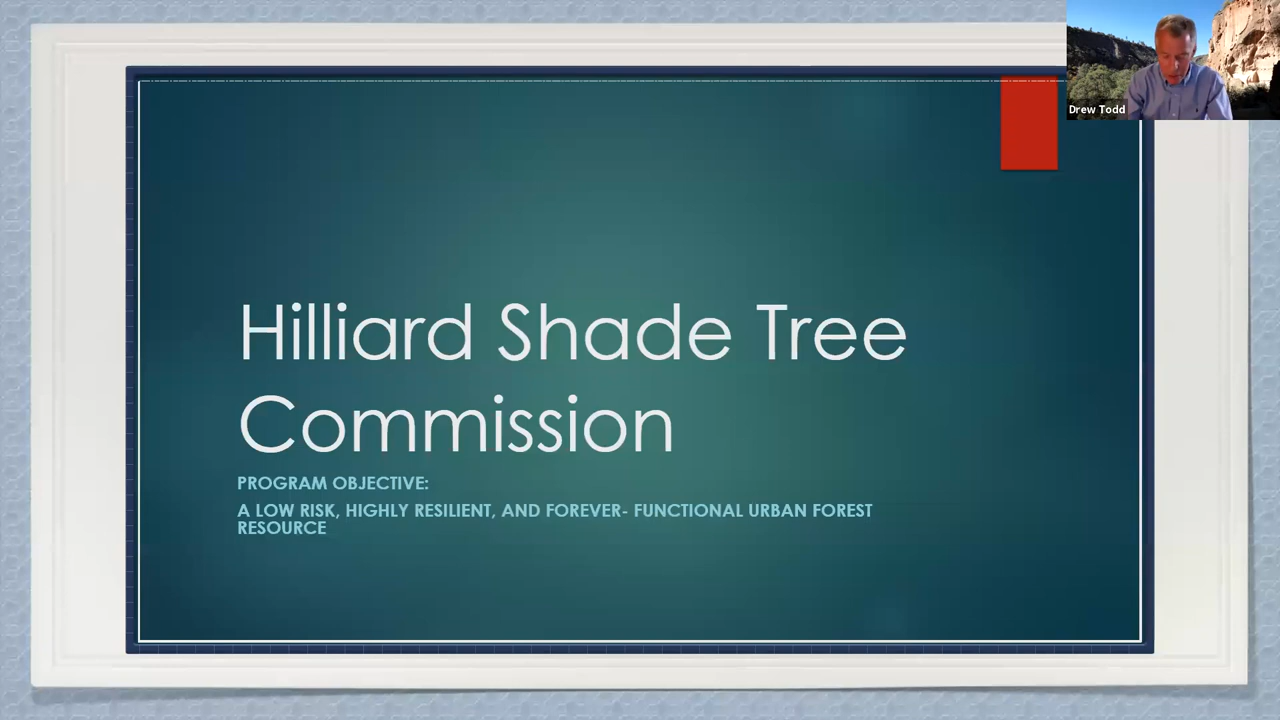 Drew Todd
Hilliard Shade Tree
Commission
PROGRAM OBJECTIVE:
A LOW RISK, HIGHLY RESILIENT, AND FOREVER- FUNCTIONAL URBAN FOREST
RESOURCE